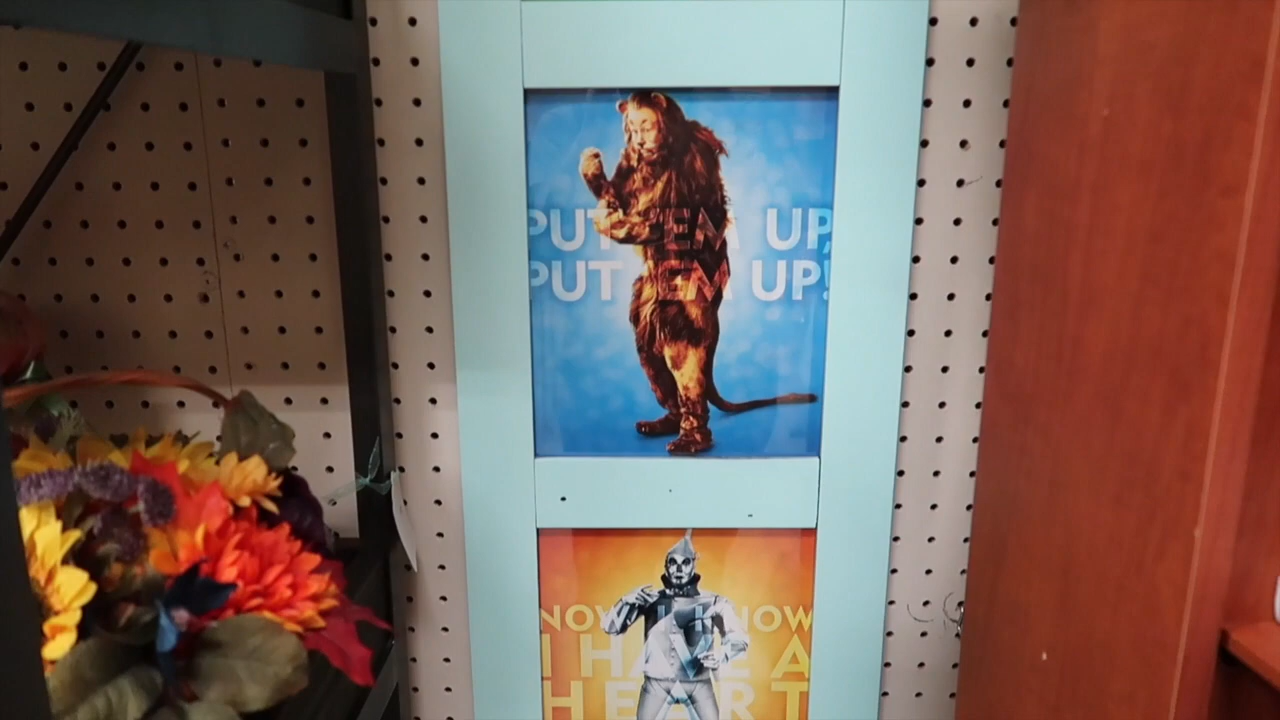 PUT 'EM UP,
PUT 'EM UP!
NOW I KNOW
I HAVE A
HEART